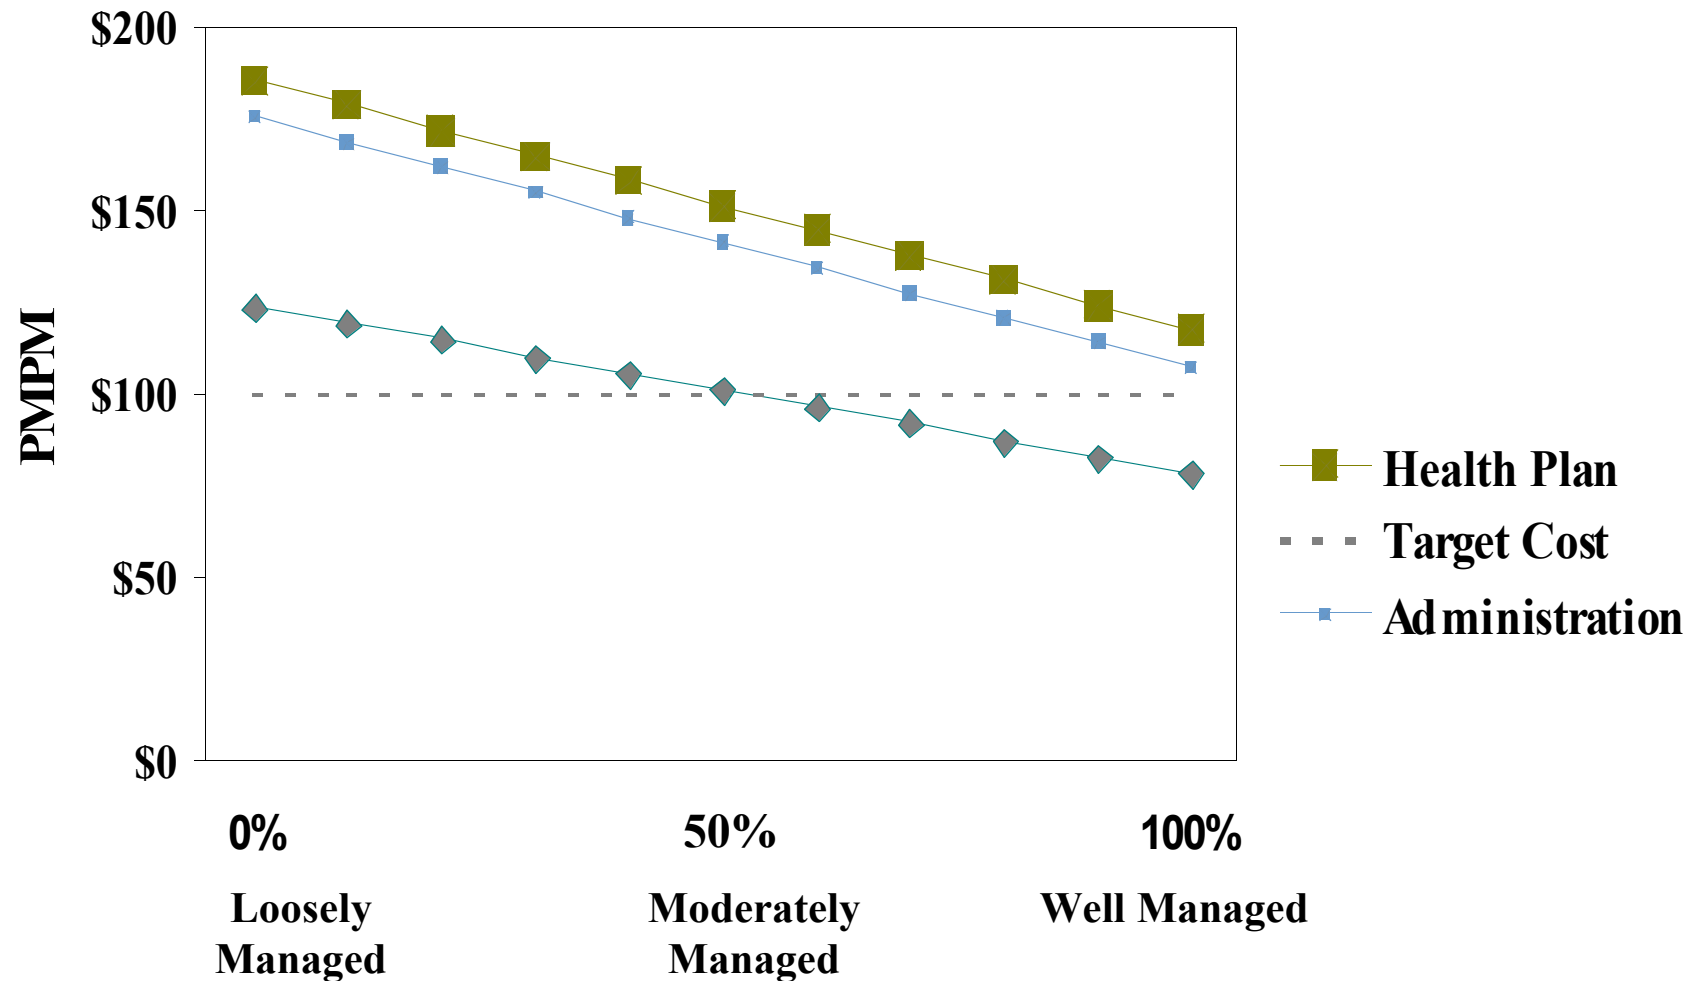 $200
$150
$100
$50
$0
PMPM
Health Plan
Target Cost
Administration
0% 50% 100%
Loosely Moderately Well Managed
Managed Managed